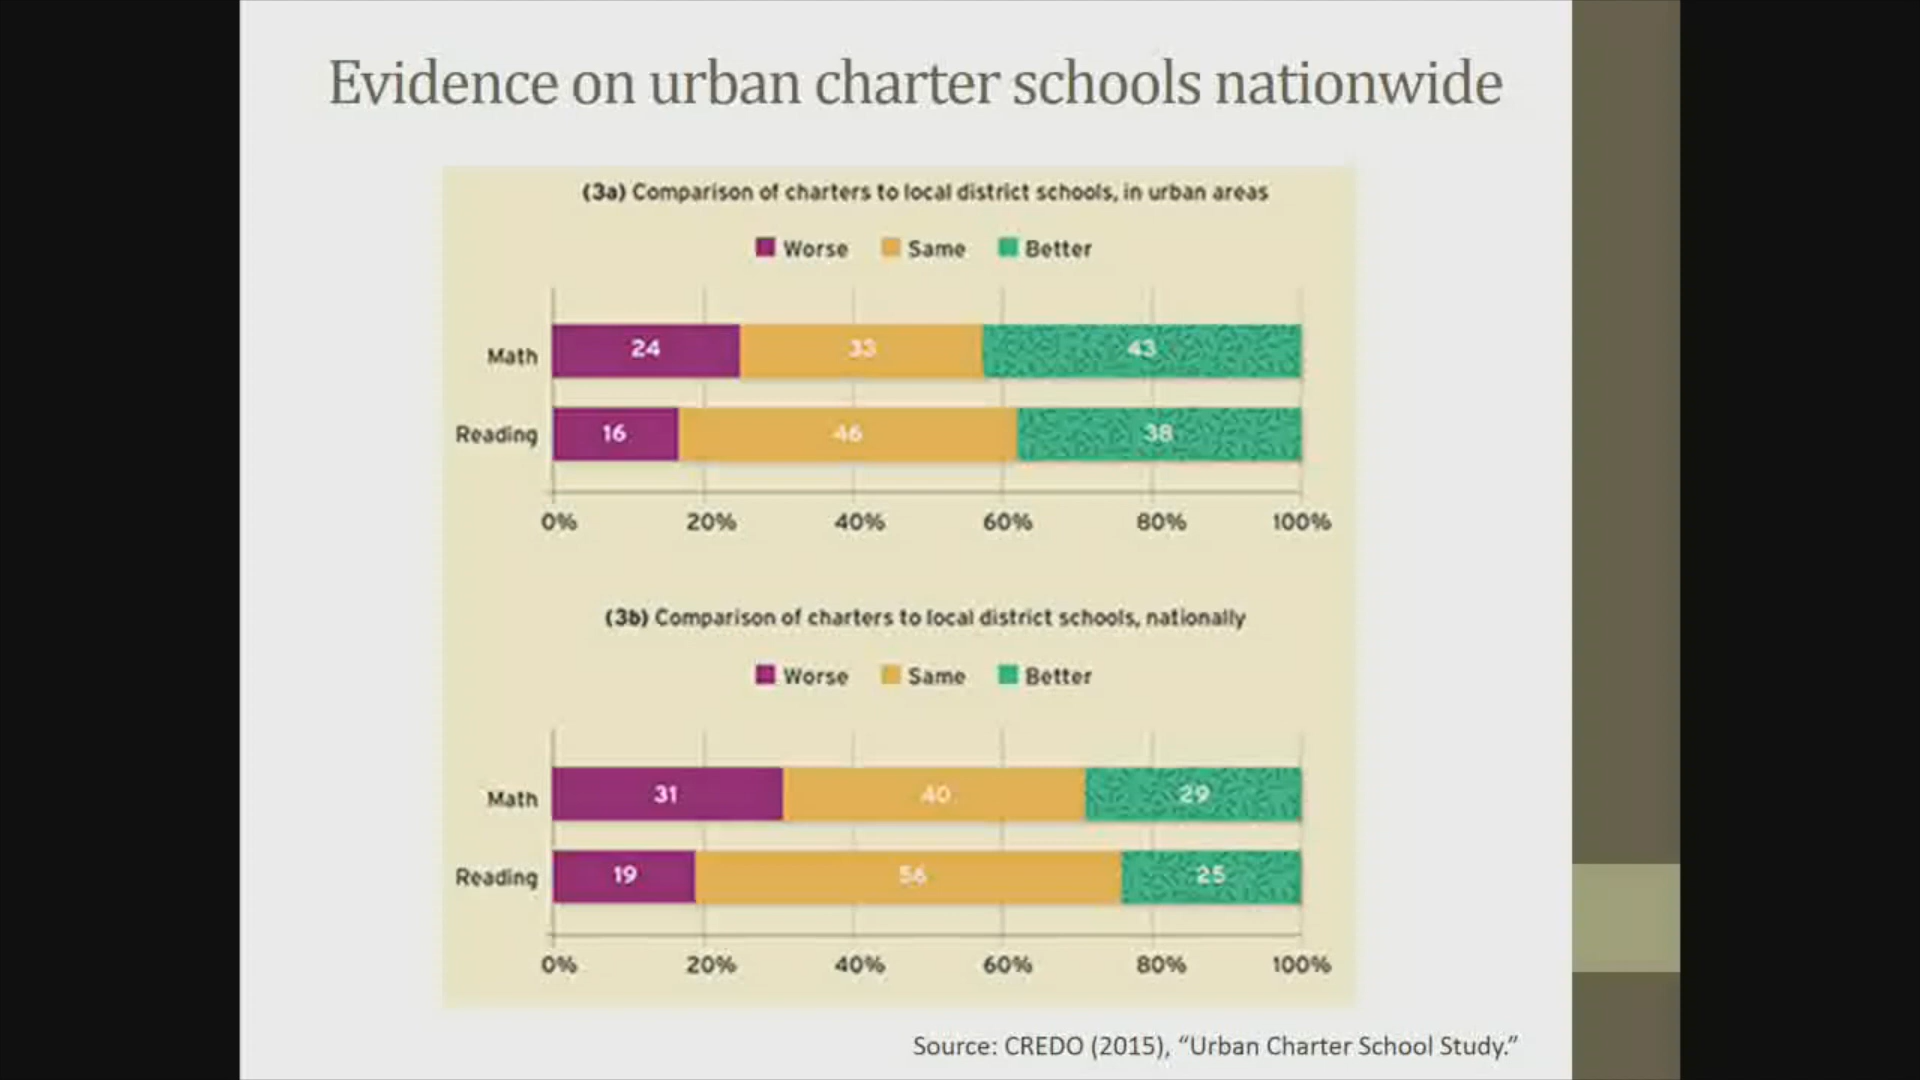 Evidence on urban charter schools nationwide
(3a) Comparison of charters to local district schools, in urban areas
Worse Same Better
Math 24 33 43
Reading 16 46 38
0% 20% 40% 60% 80% 100%
(3b) Comparison of charters to local district schools, nationally
Worse Same Better
Math 31 40 29
Reading 19 56 25
0% 20% 40% 60% 80% 100%
Source: CREDO (2015), “Urban Charter School Study.”